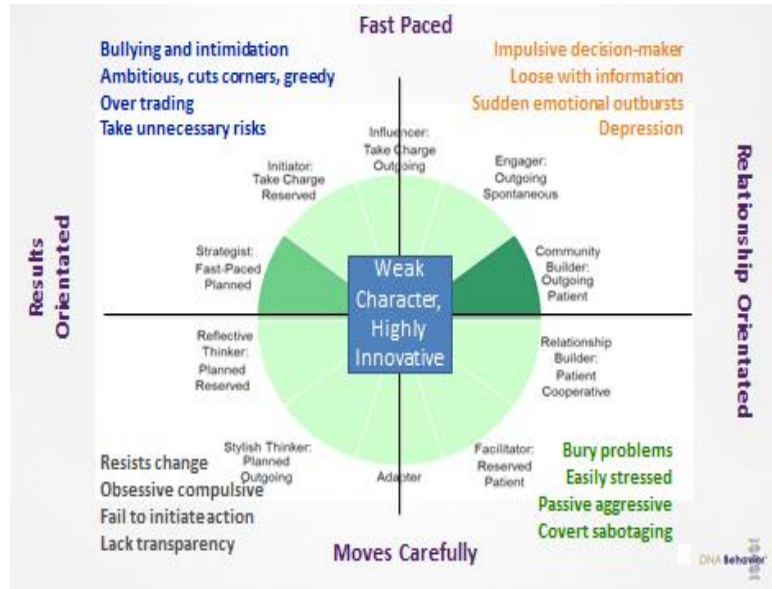 Fast Paced
Bullying and intimidation
Ambitious, cuts corners, greedy
Over trading
Take unnecessary risks
Impulsive decision-maker
Loose with information
Sudden emotional outbursts
Depression
Influencer:
Take Charge
Outgoing
Initiator:
Take Charge
Reserved
Engager:
Outgoing
Spontaneous
Strategist:
Fast-Paced
Planned
Community
Builder:
Outgoing
Patient
Results
Orientated
Relationship Orientated
Weak
Character,
Highly
Innovative
Reflective
Thinker:
Planned
Reserved
Relationship
Builder:
Patient
Cooperative
Stylish Thinker:
Planned
Outgoing
Adapter
Facilitator:
Reserved
Patient
Resists change
Obsessive compulsive
Fail to initiate action
Lack transparency
Bury problems
Easily stressed
Passive aggressive
Covert sabotaging
Moves Carefully
DNA Behavior